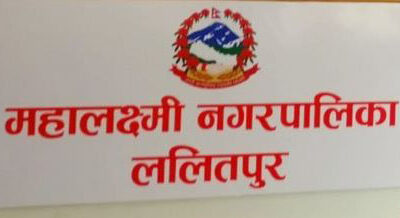 महालक्ष्मी नगरपालिका
ललितपुर